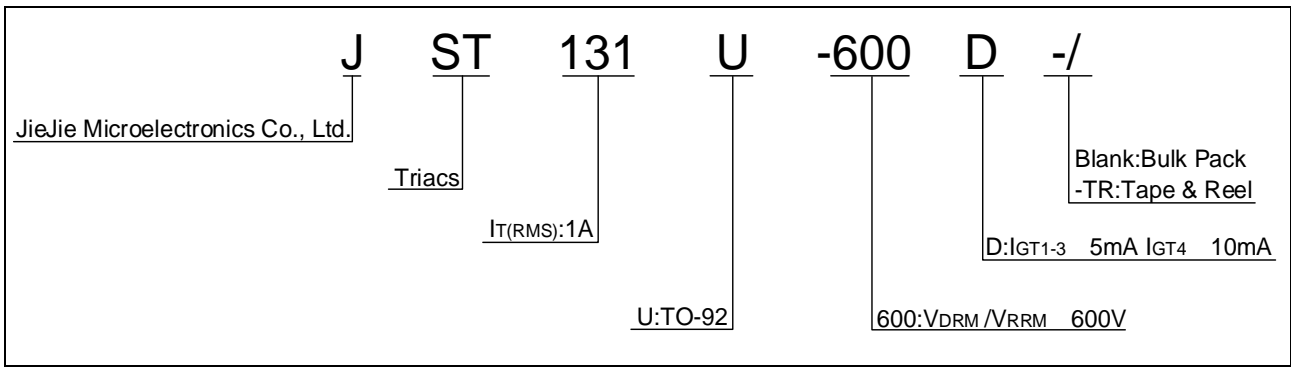 J ST 131 U -600 D -/
JieJie Microelectronics Co., Ltd.
Triacs
IT(RMS):1A
U:TO-92
600:VDRM /VRRM 600V
D:IGT1-3 5mA IGT4 10mA
Blank:Bulk Pack
-TR:Tape & Reel